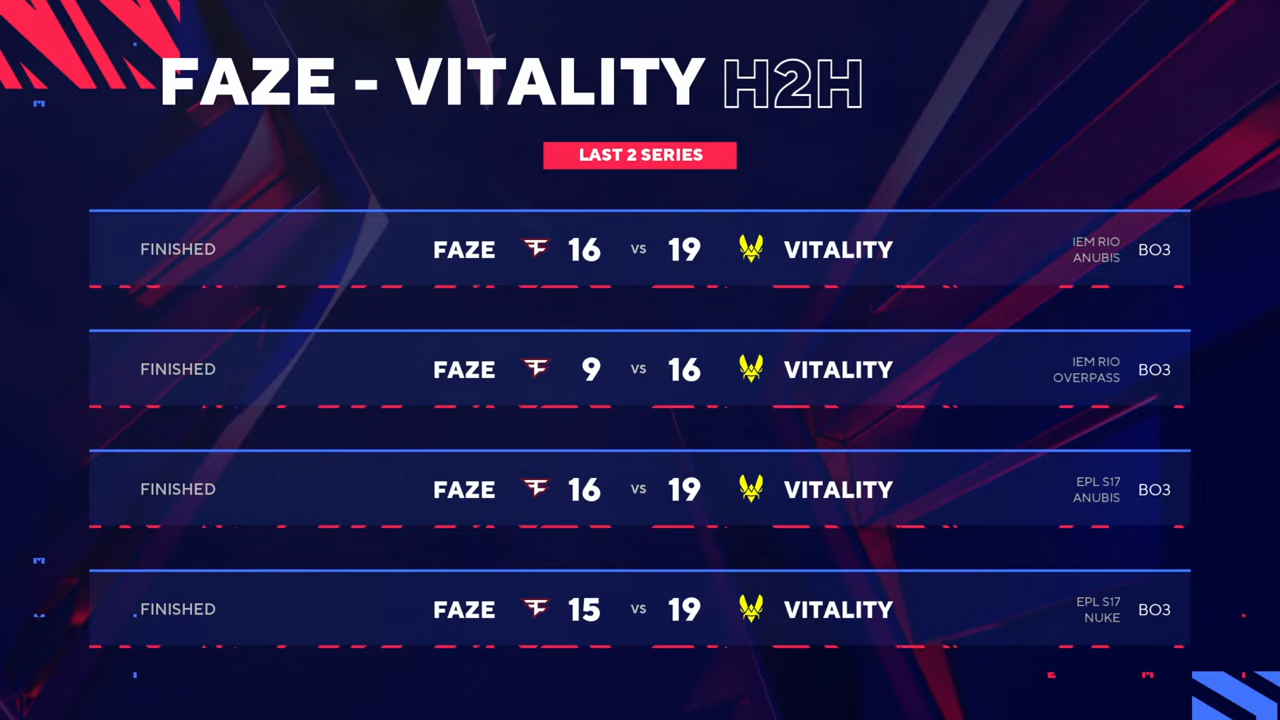 FAZE - VITALITY H2H
LAST 2 SERIES
FINISHED FAZE 16 VS 19 VITALITY IEM RIO ANUBIS BO3
FINISHED FAZE 9 VS 16 VITALITY IEM RIO OVERPASS BO3
FINISHED FAZE 16 VS 19 VITALITY EPL S17 ANUBIS BO3
FINISHED FAZE 15 VS 19 VITALITY EPL S17 NUKE BO3